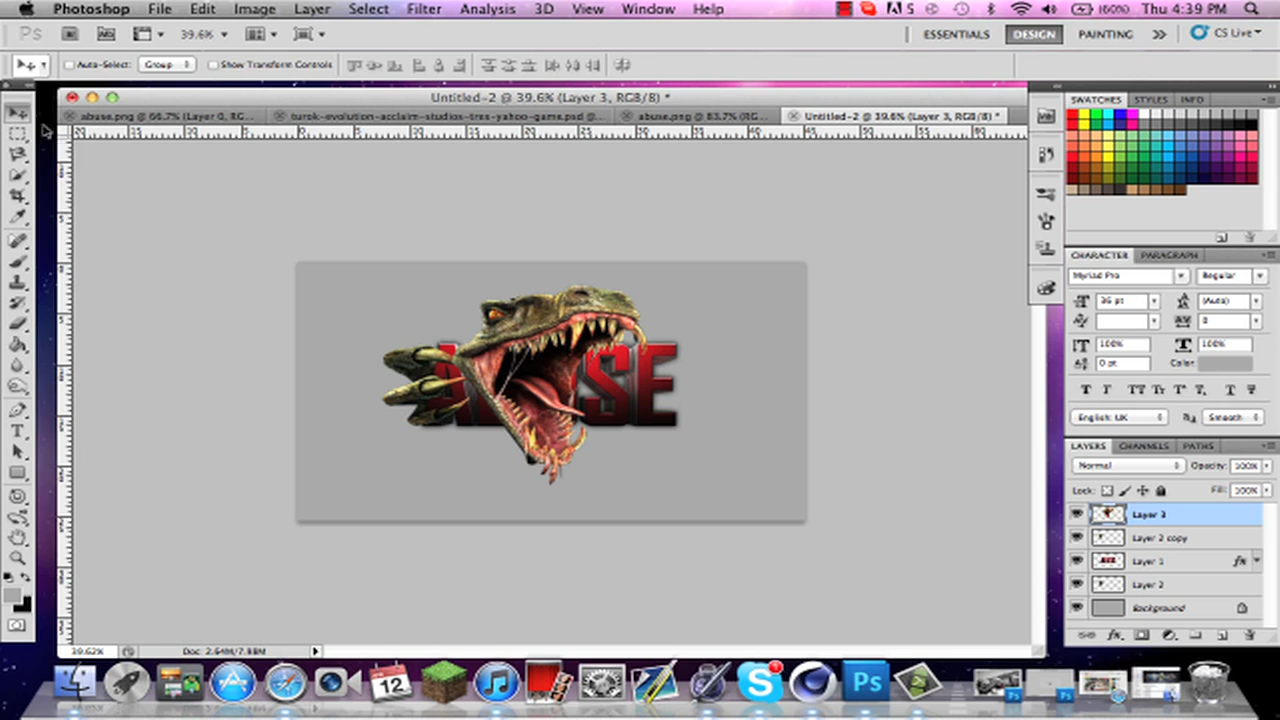 Photoshop File Edit Image Layer Select Filter Analysis 3D View Window Help (60%) Thu 4:39 PM
Ps 39.6% ESSENTIALS DESIGN PAINTING >> CS Live
Auto-Select: Group Show Transform Controls
Untitled-2 @ 39.6% (Layer 3, RGB/8) *
abuse.png @ 66.7% (Layer 0, RG... turok-evolution-acclaim-studios-tres-yahoo-game.psd @... abuse.png @ 83.7% (RG... Untitled-2 @ 39.6% (Layer 3, RGB/8) *
SWATCHES STYLES INFO
CHARACTER PARAGRAPH
Myriad Pro Regular
36 pt (Auto)
0
100% 100%
0 pt Color:
English: UK Smooth
LAYERS CHANNELS PATHS
Normal Opacity: 100%
Lock: Fill: 100%
Layer 3
Layer 2 copy
Layer 1 fx
Layer 2
Background
SE
39.62% Doc: 2.64M/7.88M
12
Ps